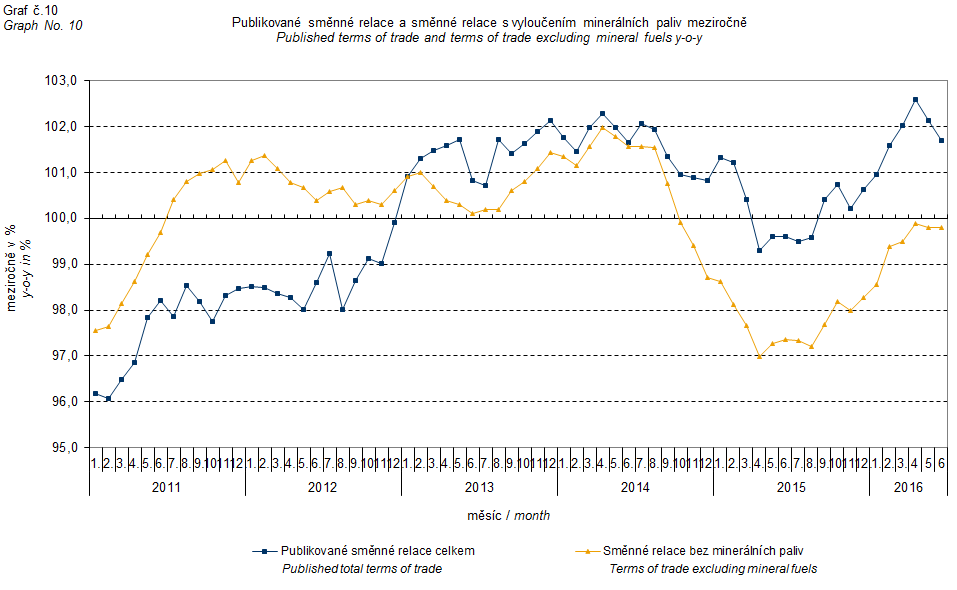 Graf č.10
Graph No. 10
Publikované směnné relace a směnné relace s vyloučením minerálních paliv meziročně
Published terms of trade and terms of trade excluding mineral fuels y-o-y
103,0
102,0
101,0
100,0
99,0
98,0
97,0
96,0
95,0
meziročně v %
y-o-y in %
1. 2. 3. 4. 5. 6. 7. 8. 9. 10 11 12 1. 2. 3. 4. 5. 6. 7. 8. 9. 10 11 12 1. 2. 3. 4. 5. 6. 7. 8. 9. 10 11 12 1. 2. 3. 4. 5. 6. 7. 8. 9. 10 11 12 1. 2. 3. 4. 5. 6. 7. 8. 9. 10 11 12 1. 2. 3. 4 5 6
2011 2012 2013 2014 2015 2016
měsíc / month
Publikované směnné relace celkem
Published total terms of trade
Směnné relace bez minerálních paliv
Terms of trade excluding mineral fuels